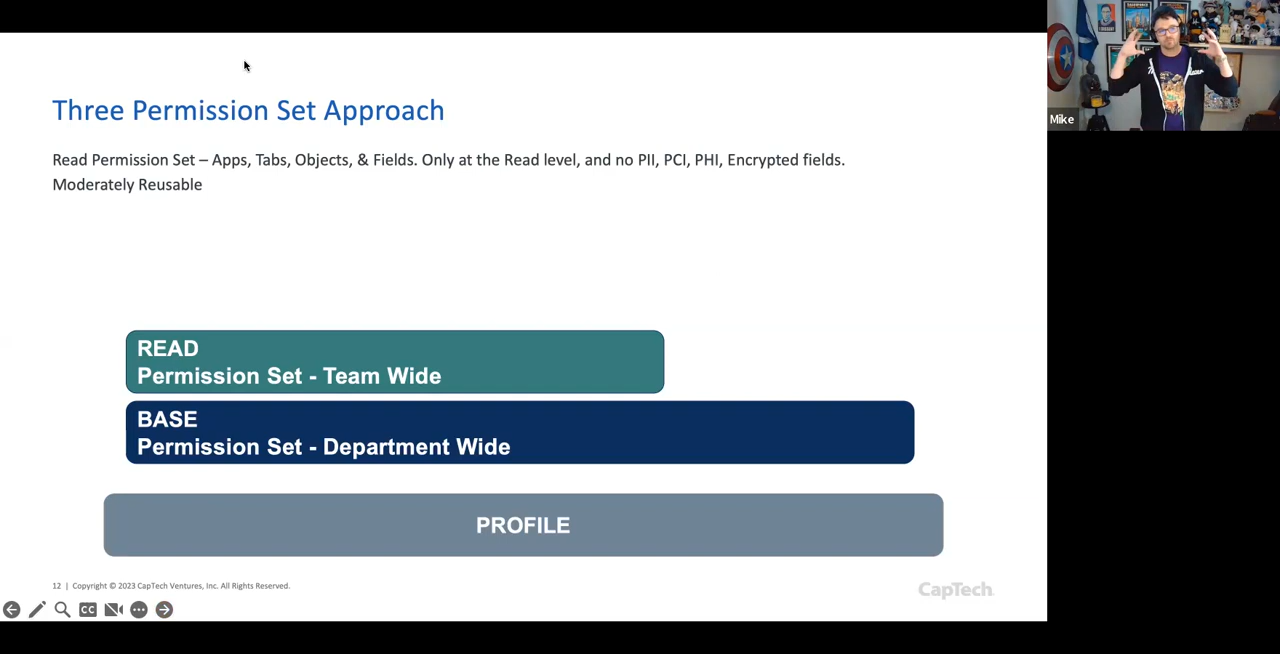 Three Permission Set Approach
Read Permission Set – Apps, Tabs, Objects, & Fields. Only at the Read level, and no PII, PCI, PHI, Encrypted fields.
Moderately Reusable
READ
Permission Set - Team Wide
BASE
Permission Set - Department Wide
PROFILE
12 | Copyright © 2023 CapTech Ventures, Inc. All Rights Reserved.
CapTech
CC
Mike